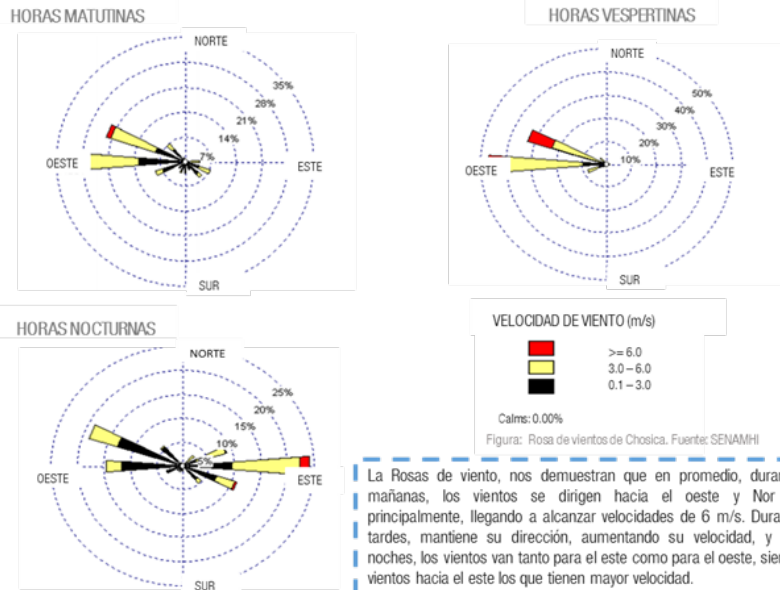 HORAS MATUTINAS
NORTE
35%
28%
21%
14%
7%
OESTE
ESTE
SUR
HORAS VESPERTINAS
NORTE
50%
40%
30%
20%
10%
OESTE
ESTE
SUR
HORAS NOCTURNAS
NORTE
25%
20%
15%
10%
5%
OESTE
ESTE
SUR
VELOCIDAD DE VIENTO (m/s)
>= 6.0
3.0 – 6.0
0.1 – 3.0
Calms: 0.00%
Figura: Rosa de vientos de Chosica. Fuente: SENAMHI
La Rosas de viento, nos demuestran que en promedio, duran
mañanas, los vientos se dirigen hacia el oeste y Nor
principalmente, llegando a alcanzar velocidades de 6 m/s. Dura
tardes, mantiene su dirección, aumentando su velocidad, y
noches, los vientos van tanto para el este como para el oeste, sien
vientos hacia el este los que tienen mayor velocidad.